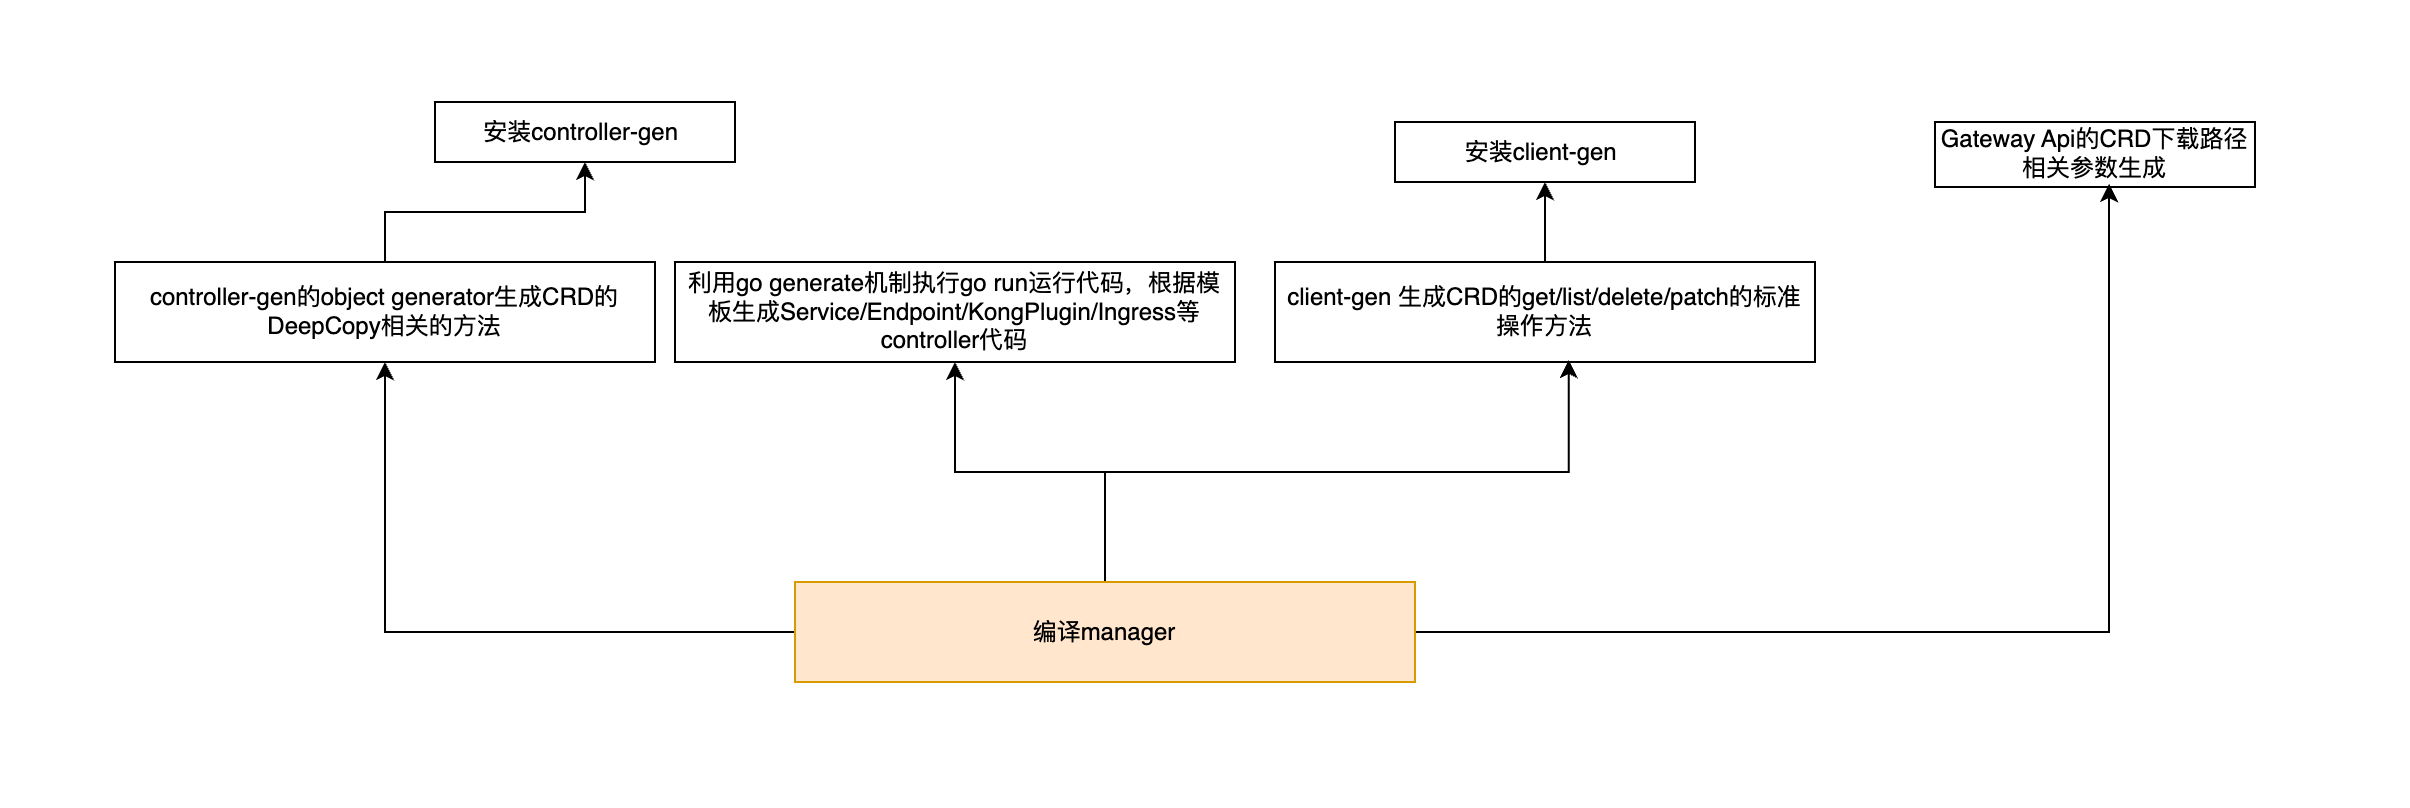 安装controller-gen
安装client-gen
Gateway Api的CRD下载路径
相关参数生成
controller-gen的object generator生成CRD的
DeepCopy相关的方法
利用go generate机制执行go run运行代码，根据模
板生成Service/Endpoint/KongPlugin/Ingress等
controller代码
client-gen 生成CRD的get/list/delete/patch的标准
操作方法
编译manager